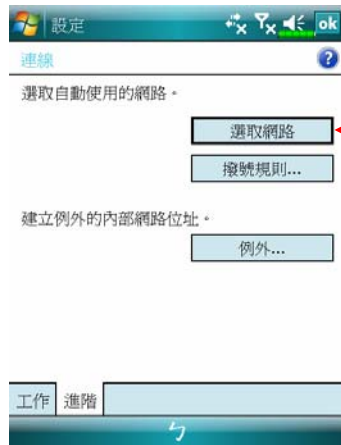 設定
ok
連線
選取自動使用的網路。
選取網路
撥號規則...
建立例外的內部網路位址。
例外...
工作 進階
ㄅ